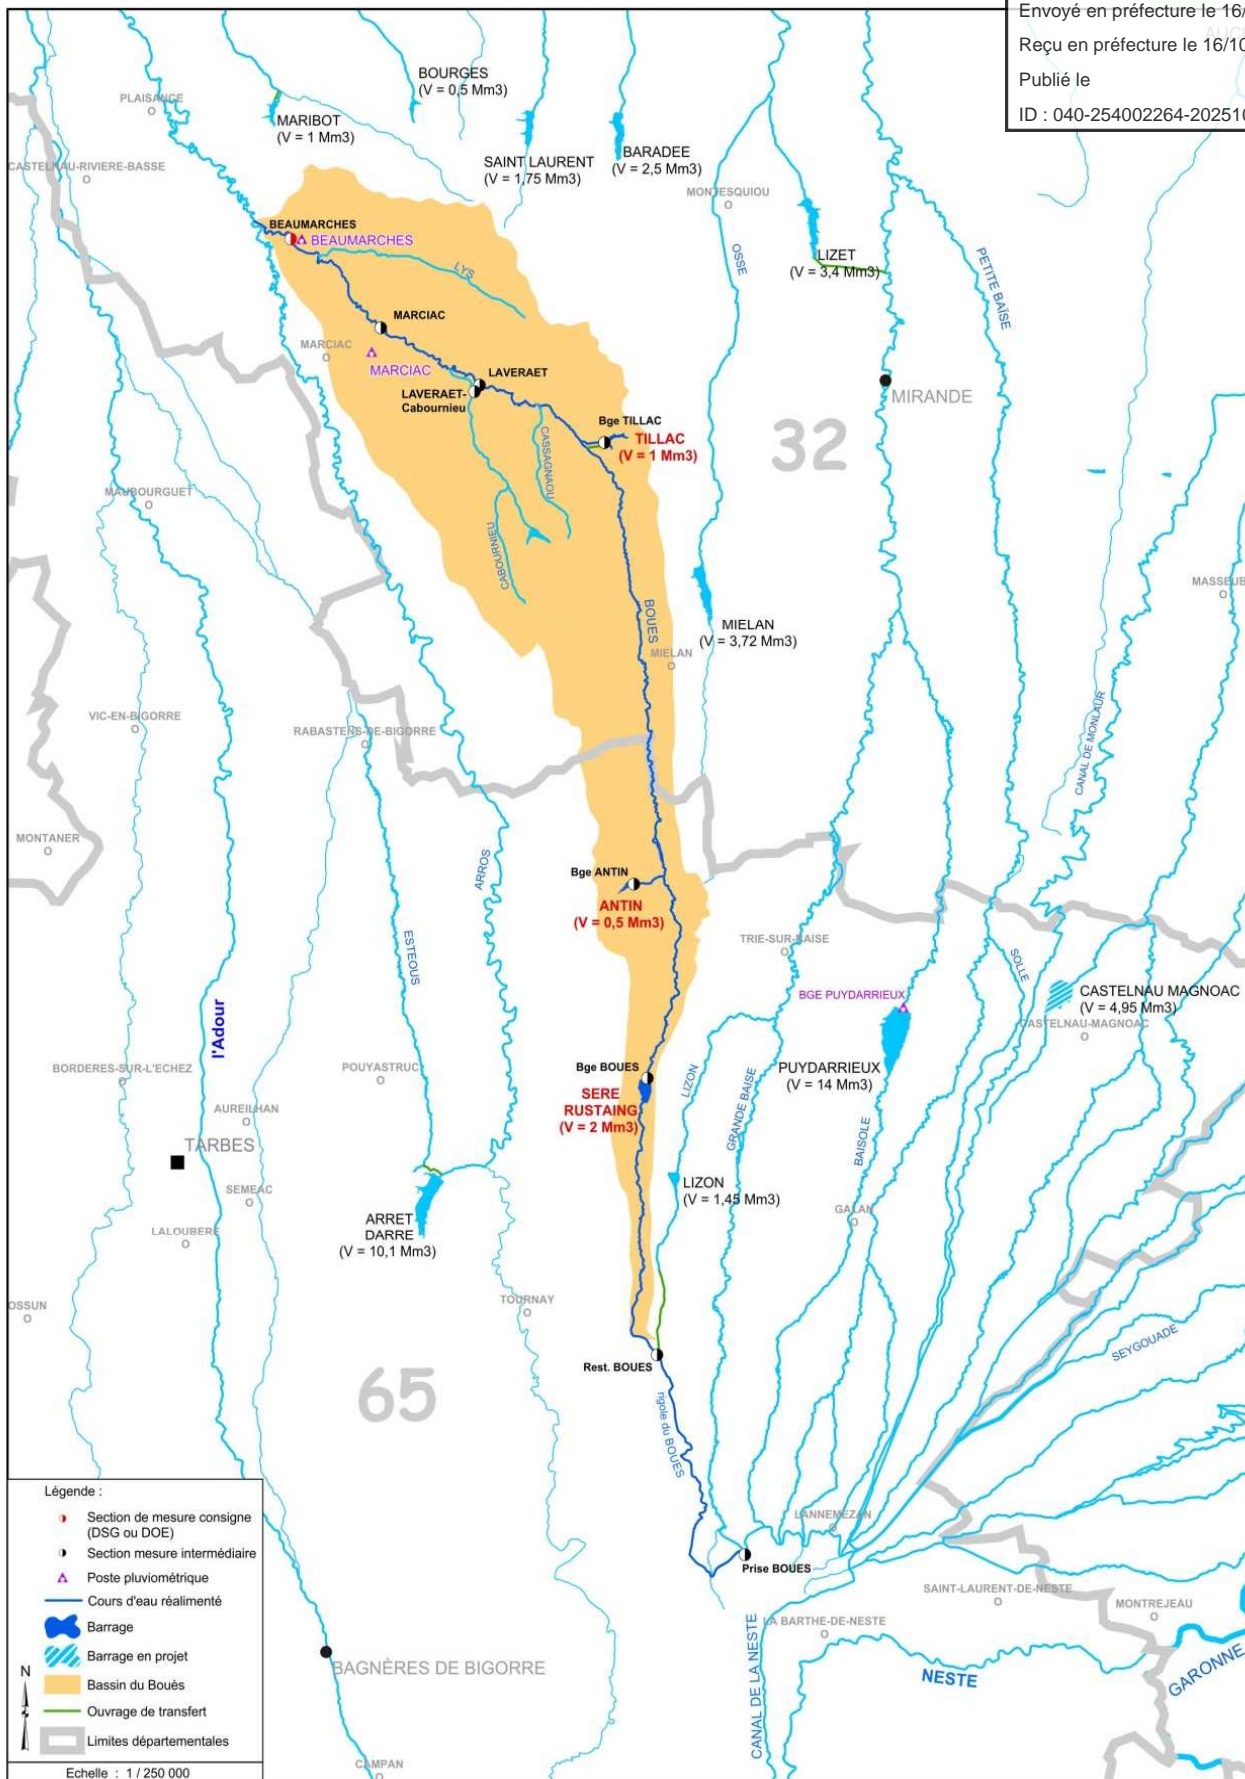 Envoyé en préfecture le 16/
Reçu en préfecture le 16/10
Publié le
ID : 040-254002264-202510
BOURGES
(V = 0,5 Mm3)
PLAISANCE
MARIBOT
(V = 1 Mm3)
SAINT LAURENT
(V = 1,75 Mm3)
BARADEE
(V = 2,5 Mm3)
CASTELNAU-RIVIERE-BASSE
MONTESQUIOU
BEAUMARCHES
BEAUMARCHES
LYS
OSSE
LIZET
(V = 3,4 Mm3)
PETITE BAÏSE
MARCIAC
MARCIAC
MARCIAC
LAVERAET
LAVERAET-
Cabournieu
MIRANDE
Bge TILLAC
TILLAC
(V = 1 Mm3)
32
CASSAGNAOU
MAUBOURGUET
CABOURNIEU
MASSEUB
BOUES
MIELAN
(V = 3,72 Mm3)
MIELAN
VIC-EN-BIGORRE
RABASTENS-DE-BIGORRE
CANAL DE MONLAUR
MONTANER
ARROS
Bge ANTIN
ANTIN
(V = 0,5 Mm3)
ESTEOUS
TRIE-SUR-BAISE
SOLLE
BGE PUYDARRIEUX
CASTELNAU MAGNOAC
(V = 4,95 Mm3)
CASTELNAU-MAGNOAC
l'Adour
BORDERES-SUR-L'ECHEZ
POUYASTRUC
Bge BOUES
SERE
RUSTAING
(V = 2 Mm3)
LIZON
GRANDE BAISE
PUYDARRIEUX
(V = 14 Mm3)
BAISOLE
AUREILHAN
TARBES
SEMEAC
LIZON
(V = 1,45 Mm3)
LALOUBERE
ARRET
DARRE
(V = 10,1 Mm3)
GALAN
OSSUN
TOURNAY
SEYGOUADE
Rest. BOUES
65
rigole du BOUES
LANNEMEZAN
Prise BOUES
SAINT-LAURENT-DE-NESTE
MONTREJEAU
LA BARTHE-DE-NESTE
CANAL DE LA NESTE
NESTE
GARONNE
BAGNÈRES DE BIGORRE
CAMPAN
Légende :
Section de mesure consigne
(DSG ou DOE)
Section mesure intermédiaire
Poste pluviométrique
Cours d'eau réalimenté
Barrage
Barrage en projet
Bassin du Bouès
Ouvrage de transfert
Limites départementales
N
Echelle : 1 / 250 000